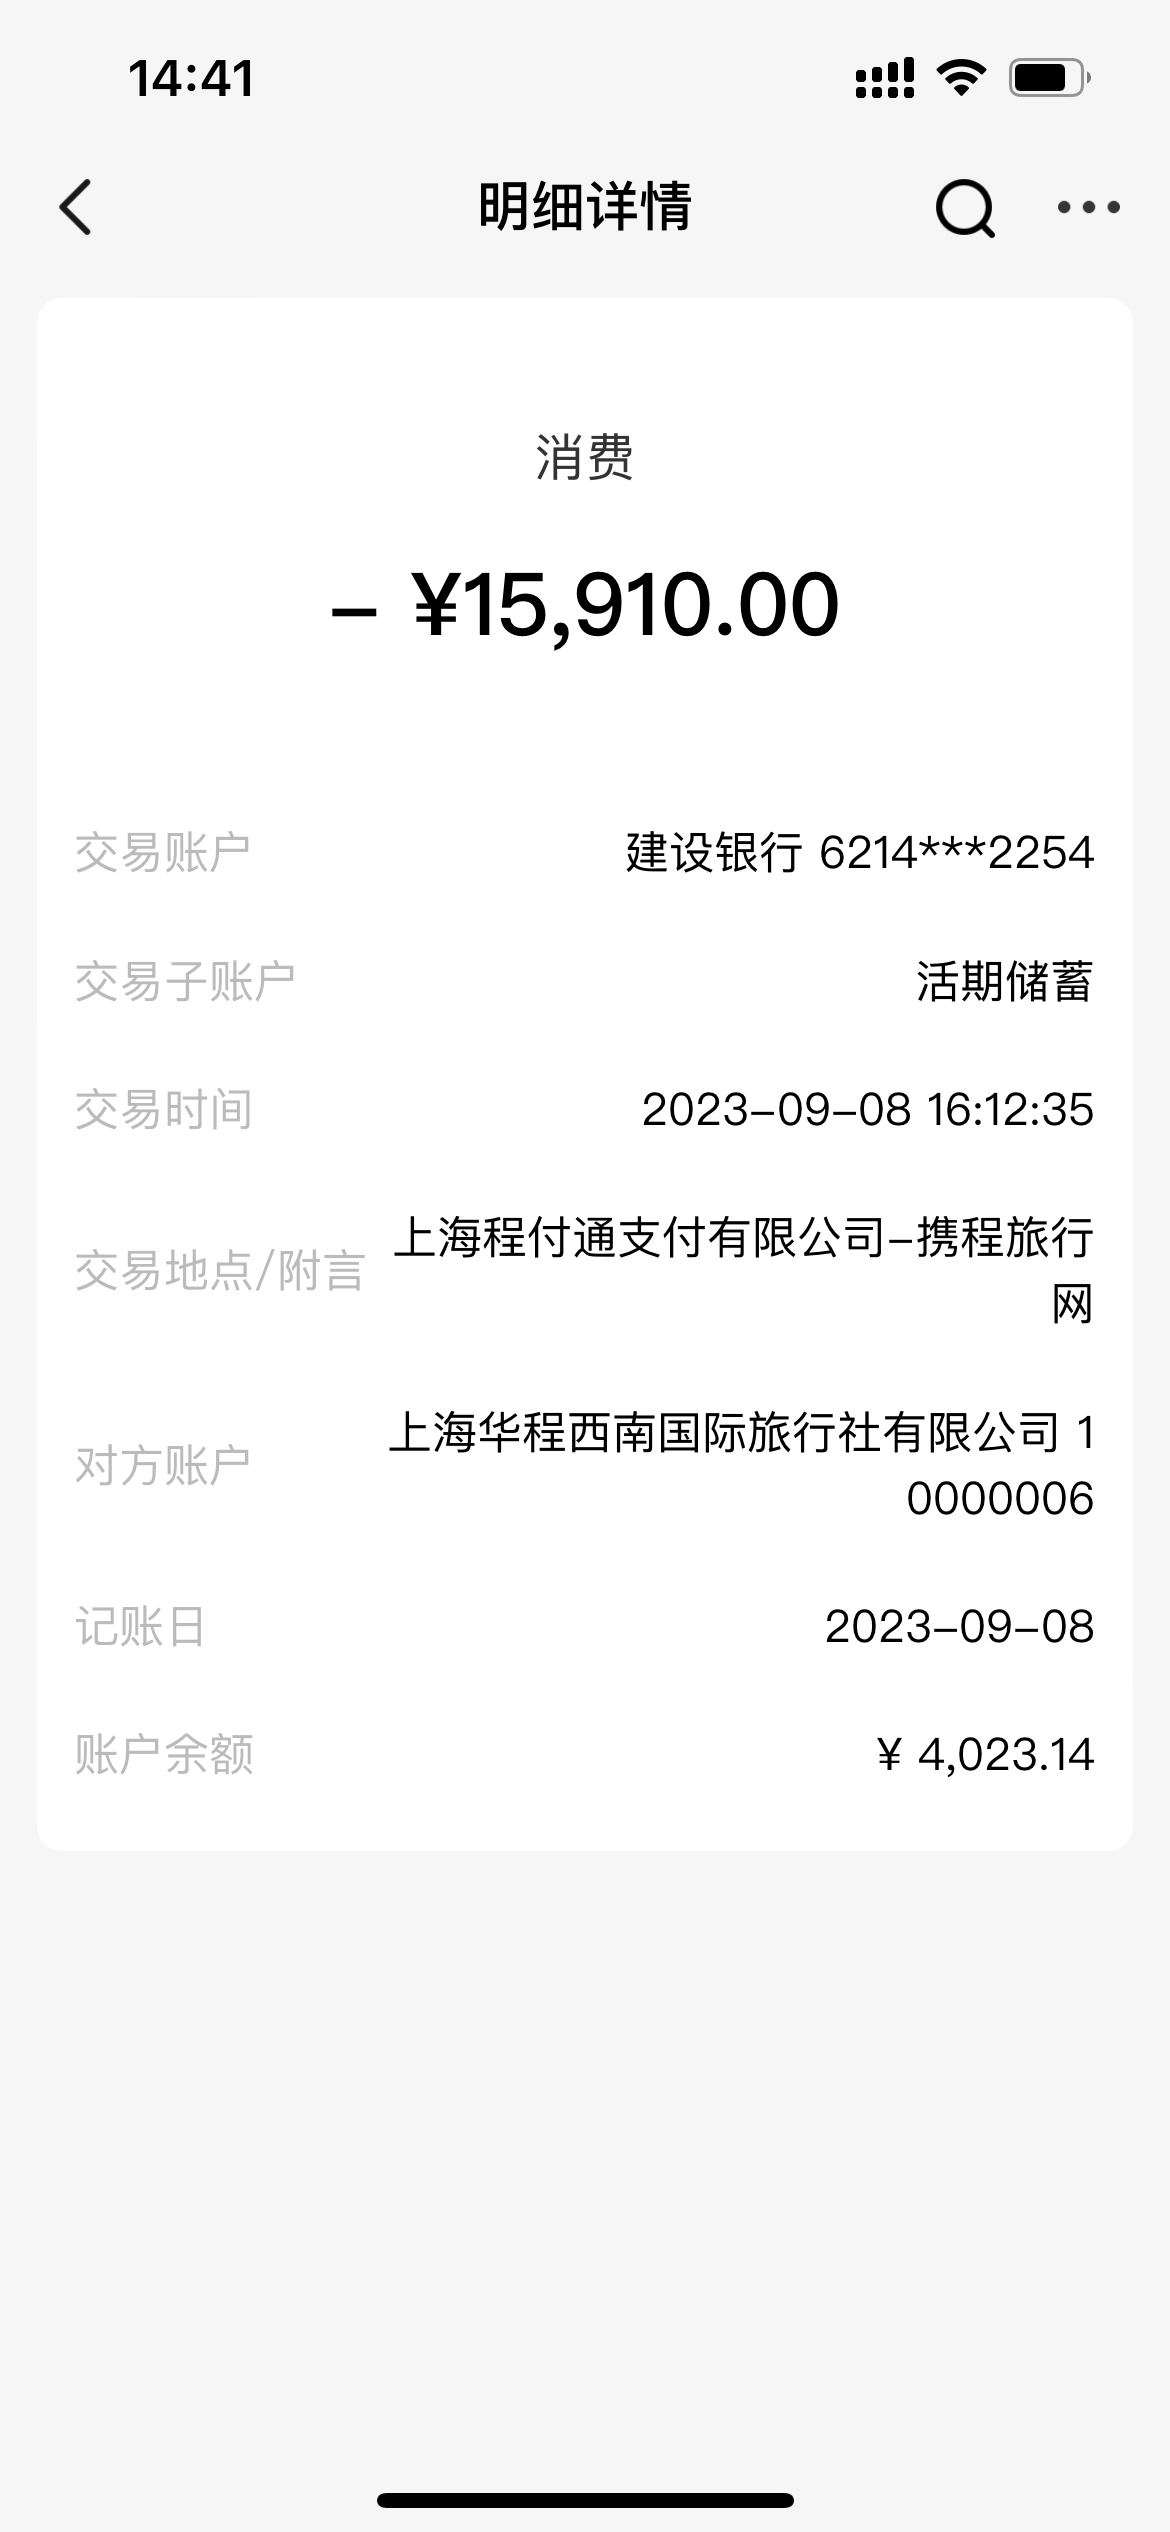 14:41
明细详情
消费
– ¥15,910.00
交易账户 建设银行 6214***2254
交易子账户 活期储蓄
交易时间 2023–09–08 16:12:35
交易地点/附言 上海程付通支付有限公司–携程旅行
网
对方账户 上海华程西南国际旅行社有限公司 1
0000006
记账日 2023–09–08
账户余额 ¥ 4,023.14